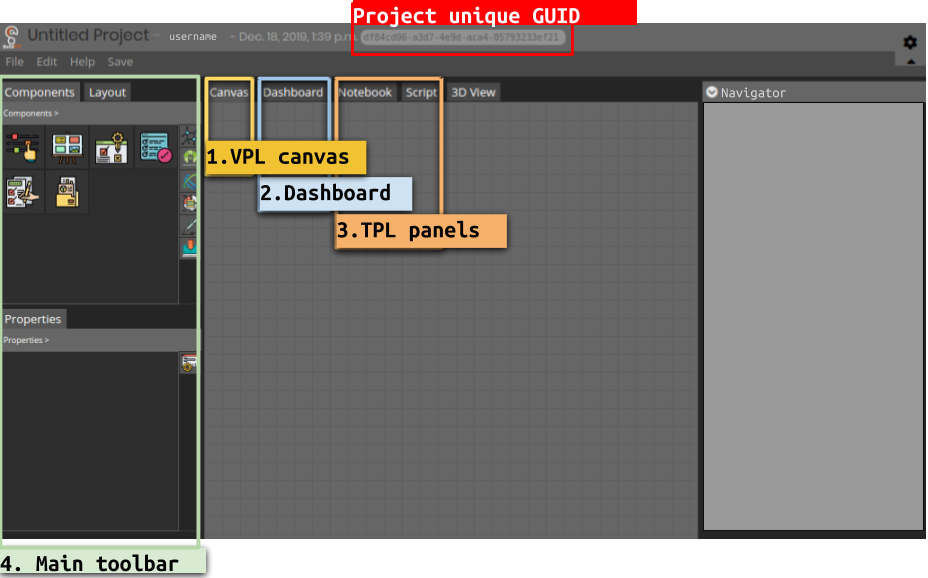 Project unique GUID
Untitled Project - username - Dec. 18, 2019, 1:39 p.m. df84cd06-a3d7-4e9d-aca4-05793233ef21
File Edit Help Save
Components Layout Canvas Dashboard Notebook Script 3D View Navigator
Components >
1.VPL canvas
2.Dashboard
3.TPL panels
Properties
Properties >
4. Main toolbar